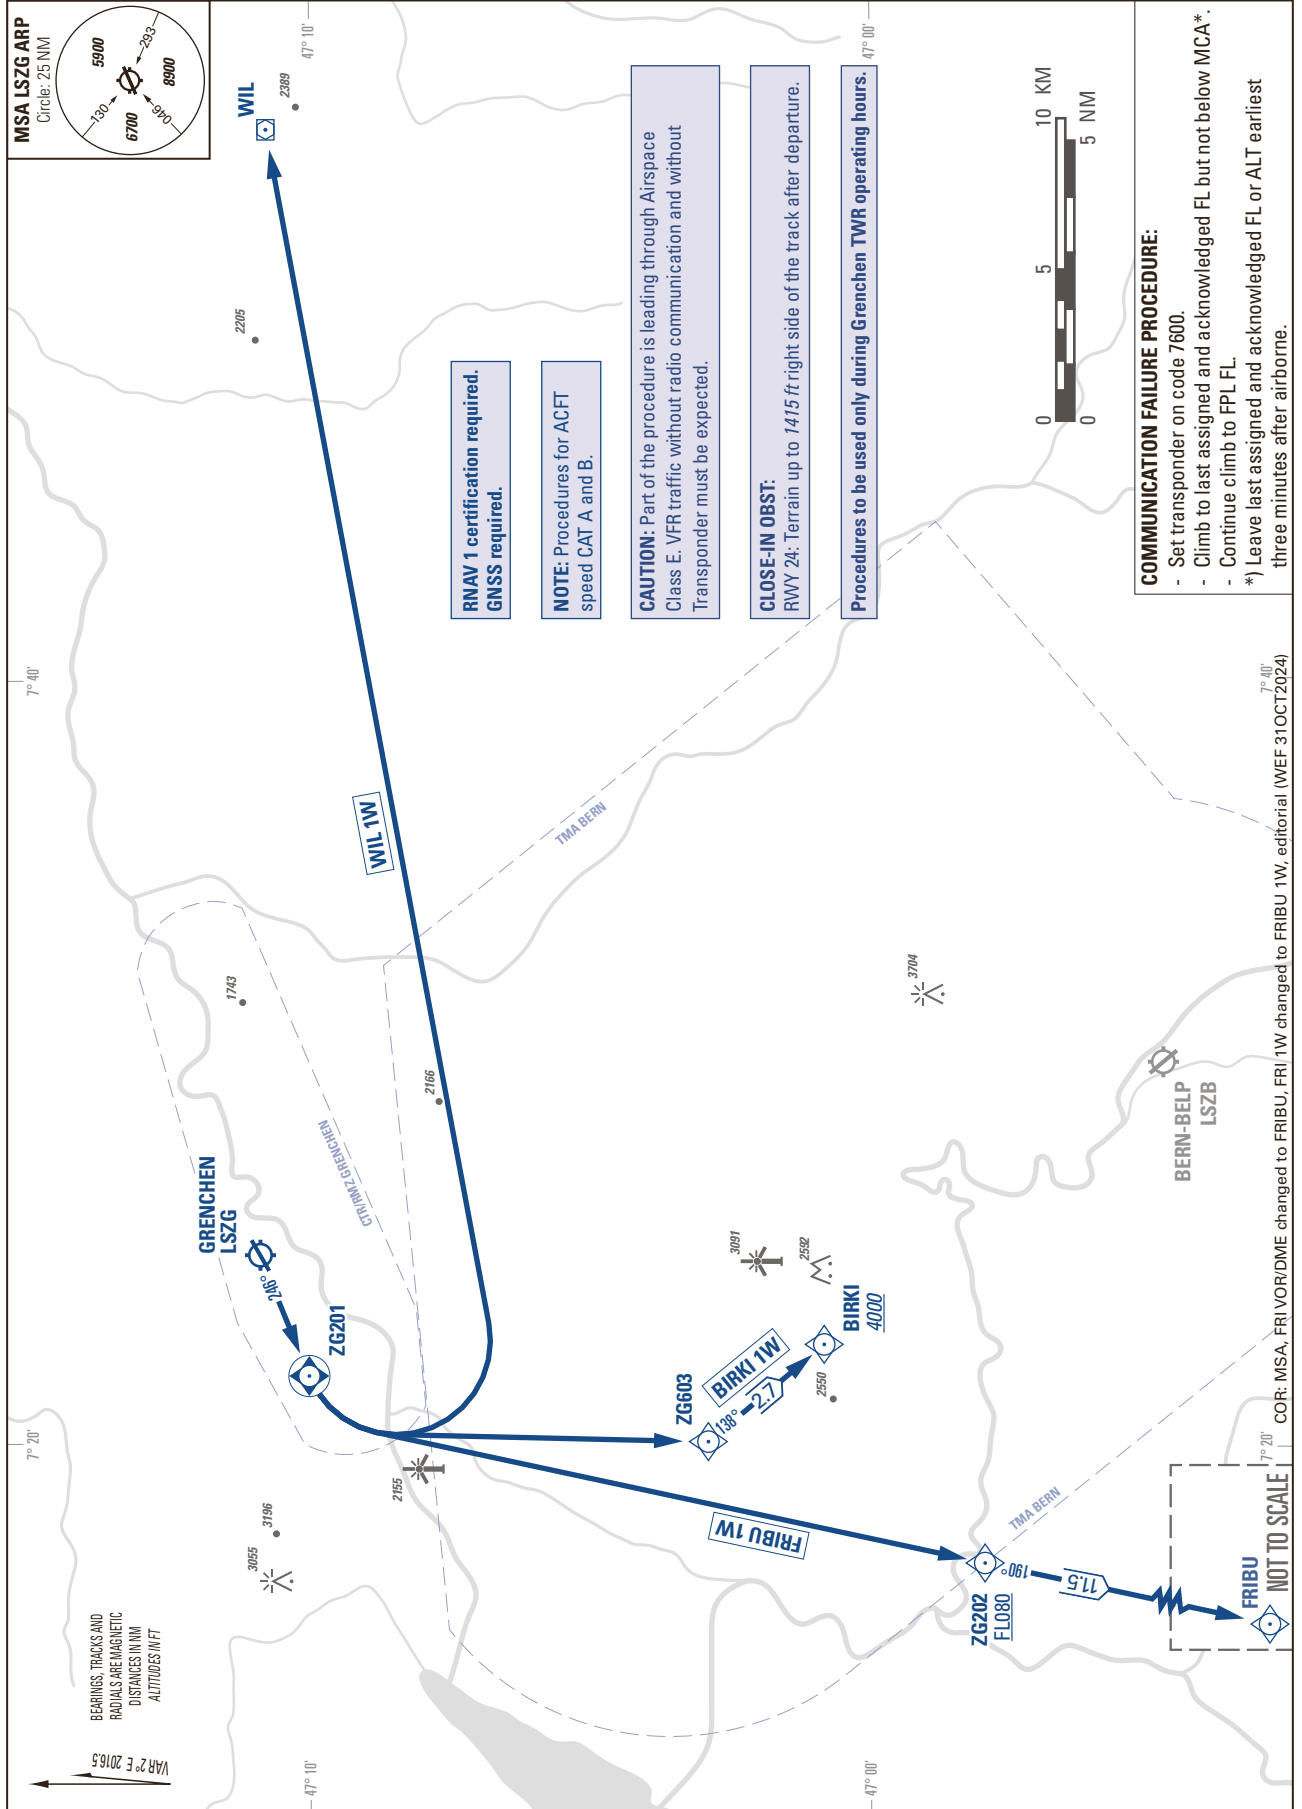 MSA LSZG ARP
Circle: 25 NM
5900
293
8900
046
6700
130
47° 10'
47° 00'
WIL
2389
2205
RNAV 1 certification required.
GNSS required.
NOTE: Procedures for ACFT
speed CAT A and B.
CAUTION: Part of the procedure is leading through Airspace
Class E. VFR traffic without radio communication and without
Transponder must be expected.
CLOSE-IN OBST:
RWY 24: Terrain up to 1415 ft right side of the track after departure.
Procedures to be used only during Grenchen TWR operating hours.
0 5 10 KM
0 5 NM
COMMUNICATION FAILURE PROCEDURE:
- Set transponder on code 7600.
- Climb to last assigned and acknowledged FL but not below MCA*.
- Continue climb to FPL FL.
*) Leave last assigned and acknowledged FL or ALT earliest
three minutes after airborne.
7° 40'
7° 40'
WIL 1W
TMA BERN
1743
2166
3704
CTR/RMZ GRENCHEN
GRENCHEN
LSZG
246°
ZG201
BERN-BELP
LSZB
3091
2592
BIRKI
4000
BIRKI 1W
2550
138°
2.7
ZG603
7° 20'
7° 20'
2155
3196
3055
FRIBU 1W
TMA BERN
ZG202
FL080
190°
11.5
FRIBU
NOT TO SCALE
BEARINGS, TRACKS AND
RADIALS ARE MAGNETIC
DISTANCES IN NM
ALTITUDES IN FT
VAR 2° E 2016.5
47° 10'
47° 00'
COR: MSA, FRI VOR/DME changed to FRIBU, FRI 1W changed to FRIBU 1W, editorial (WEF 31OCT2024)